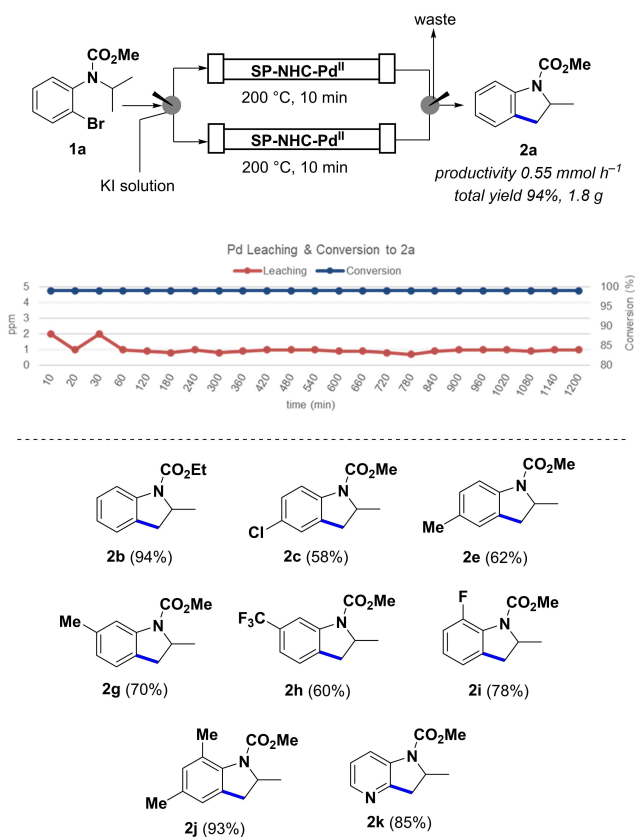 waste
CO₂Me
N
Br
1a
KI solution
SP-NHC-Pdᴵᴵ
200 °C, 10 min
SP-NHC-Pdᴵᴵ
200 °C, 10 min
CO₂Me
N
2a
productivity 0.55 mmol h⁻¹
total yield 94%, 1.8 g
Pd Leaching & Conversion to 2a
Leaching Conversion
ppm
5
4
3
2
1
0
100
95
90
85
80
Conversion (%)
10 20 30 60 120 180 240 300 360 420 480 540 600 660 720 780 840 900 960 1020 1080 1140 1200
time (min)
CO₂Et
N
2b (94%)
CO₂Me
N
Cl
2c (58%)
CO₂Me
N
Me
2e (62%)
CO₂Me
Me
N
2g (70%)
CO₂Me
F₃C
N
2h (60%)
F
CO₂Me
N
2i (78%)
Me
CO₂Me
N
Me
2j (93%)
CO₂Me
N
N
2k (85%)